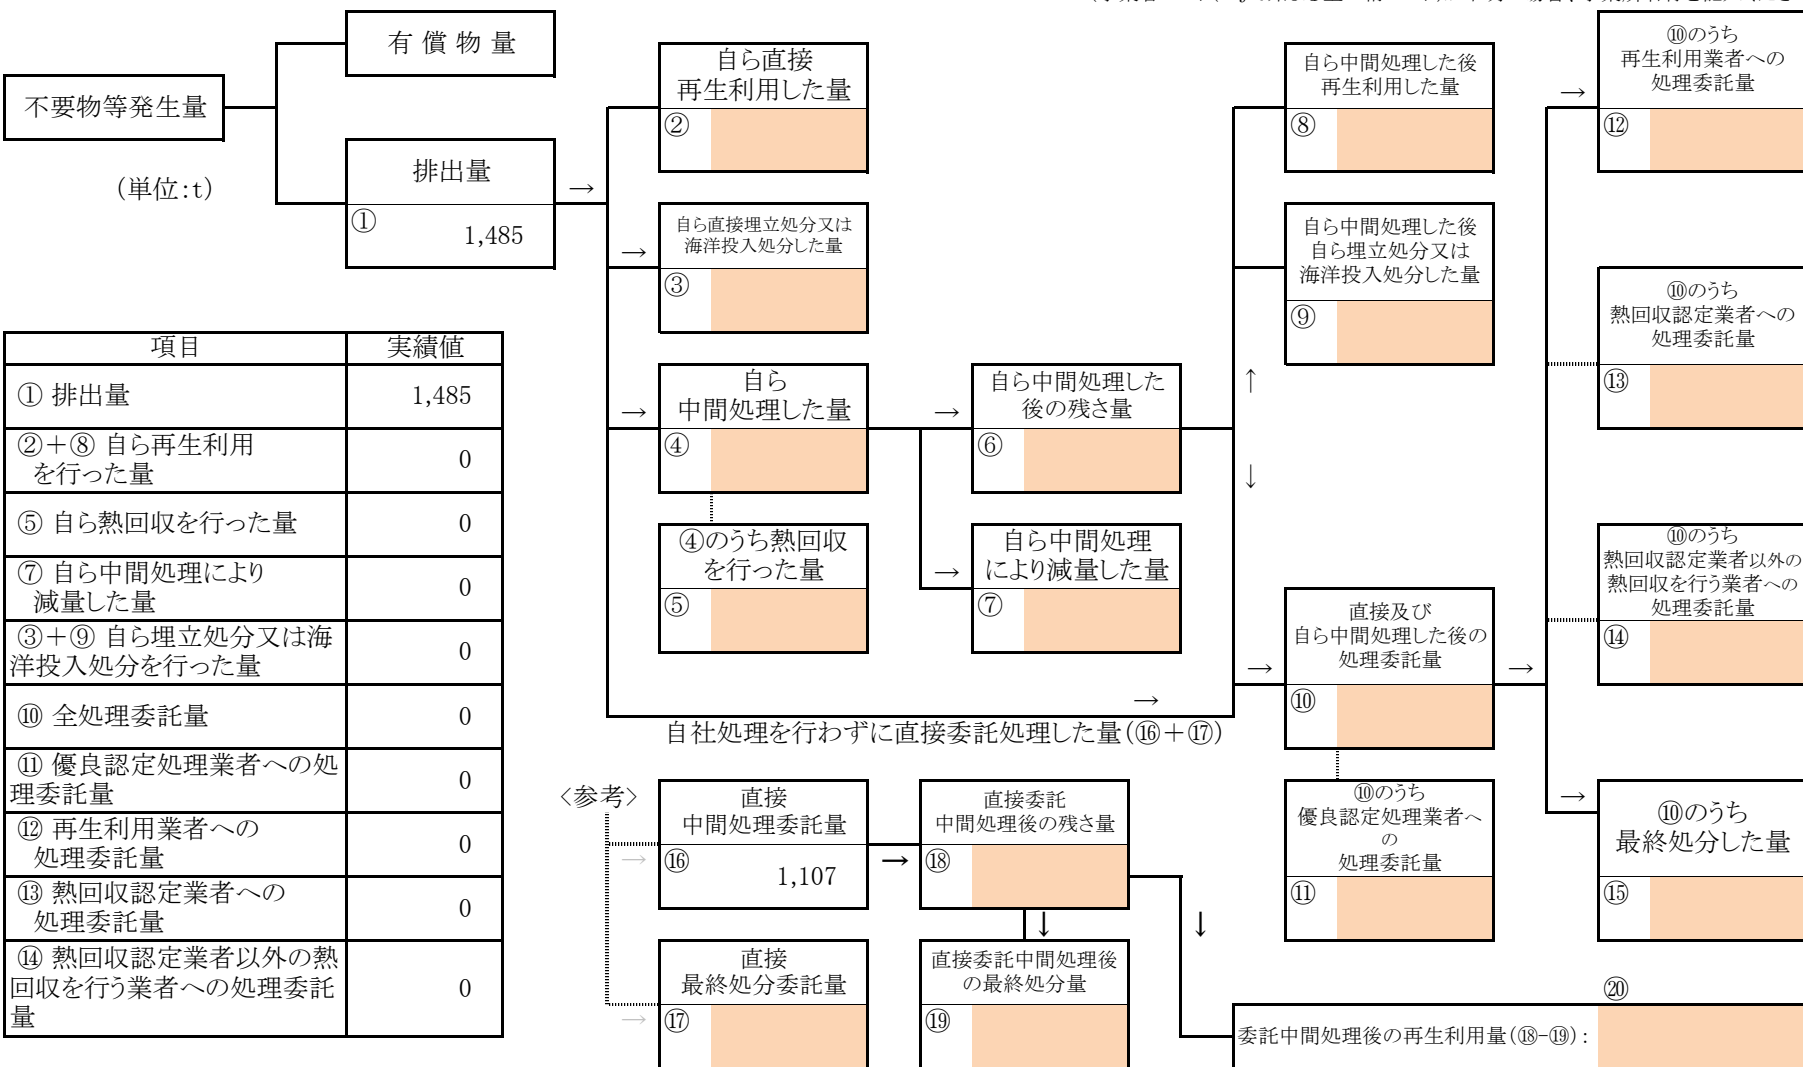 有償物量
不要物等発生量
(単位:t)
排出量
①
1,485
→
自ら直接
再生利用した量
②
→
自ら直接埋立処分又は
海洋投入処分した量
③
→
自ら
中間処理した量
④
④のうち熱回収
を行った量
⑤
→
自ら中間処理した
後の残さ量
⑥
→
自ら中間処理
により減量した量
⑦
自ら中間処理した後
再生利用した量
⑧
自ら中間処理した後
自ら埋立処分又は
海洋投入処分した量
⑨
↑
↓
→
直接及び
自ら中間処理した後の
処理委託量
⑩
→
⑩のうち
優良認定処理業者へ
の
処理委託量
⑪
→
⑩のうち
再生利用業者への
処理委託量
⑫
⑩のうち
熱回収認定業者への
処理委託量
⑬
⑩のうち
熱回収認定業者以外の
熱回収を行う業者への
処理委託量
⑭
→
⑩のうち
最終処分した量
⑮
→
自社処理を行わずに直接委託処理した量(⑯+⑰)
項目 実績値
① 排出量 1,485
②+⑧ 自ら再生利用
を行った量 0
⑤ 自ら熱回収を行った量 0
⑦ 自ら中間処理により
減量した量 0
③+⑨ 自ら埋立処分又は海
洋投入処分を行った量 0
⑩ 全処理委託量 0
⑪ 優良認定処理業者への処
理委託量 0
⑫ 再生利用業者への
処理委託量 0
⑬ 熱回収認定業者への
処理委託量 0
⑭ 熱回収認定業者以外の熱
回収を行う業者への処理委託
量 0
<参考>
→
直接
中間処理委託量
⑯
1,107
→
直接委託
中間処理後の残さ量
⑱
↓
↓
→
直接
最終処分委託量
⑰
直接委託中間処理後
の最終処分量
⑲
⑳
委託中間処理後の再生利用量(⑱-⑲):